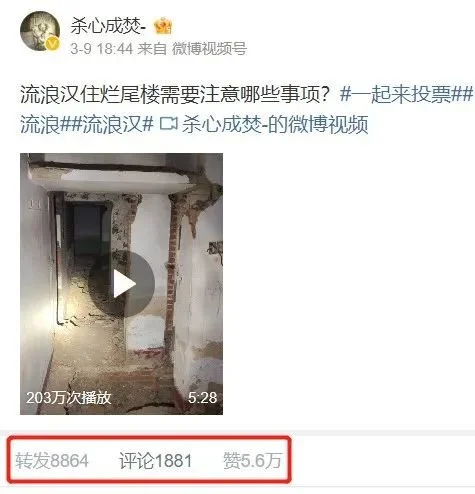 杀心成焚-
3-9 18:44 来自 微博视频号
流浪汉住烂尾楼需要注意哪些事项？#一起来投票##
流浪##流浪汉# 杀心成焚-的微博视频
203万次播放 5:28
转发8864 评论1881 赞5.6万